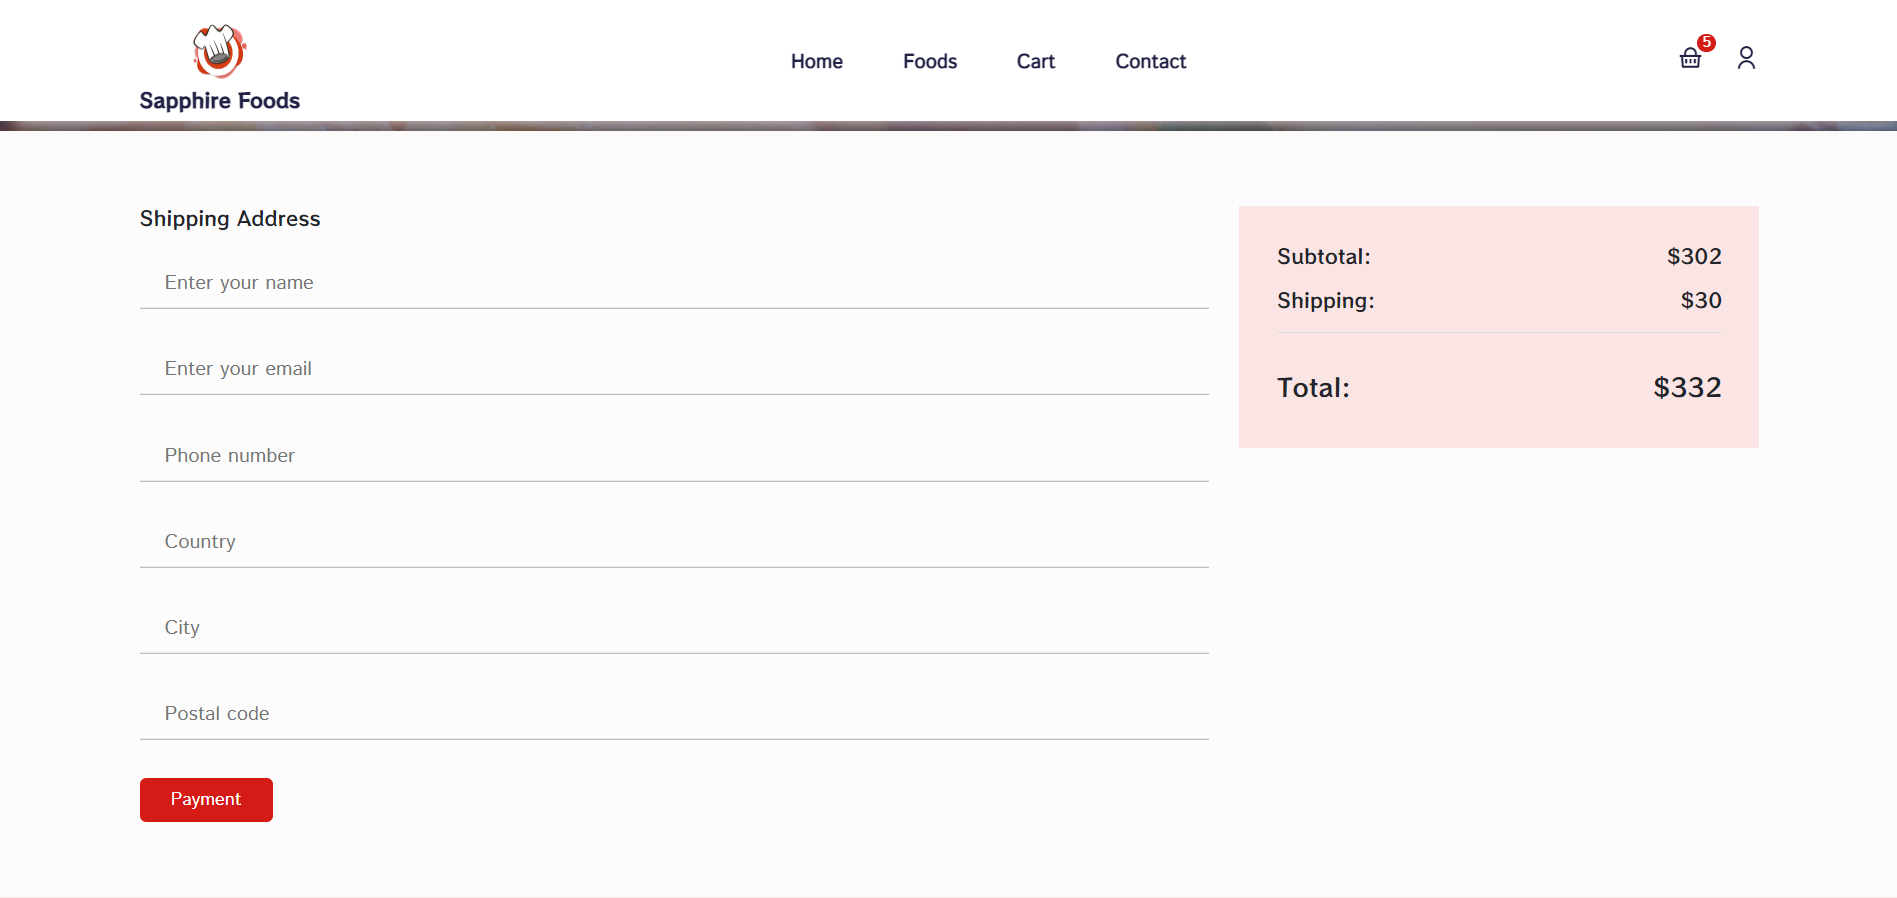 Sapphire Foods
Home
Foods
Cart
Contact
5
Shipping Address
Enter your name
Enter your email
Phone number
Country
City
Postal code
Payment
Subtotal: $302
Shipping: $30
Total: $332